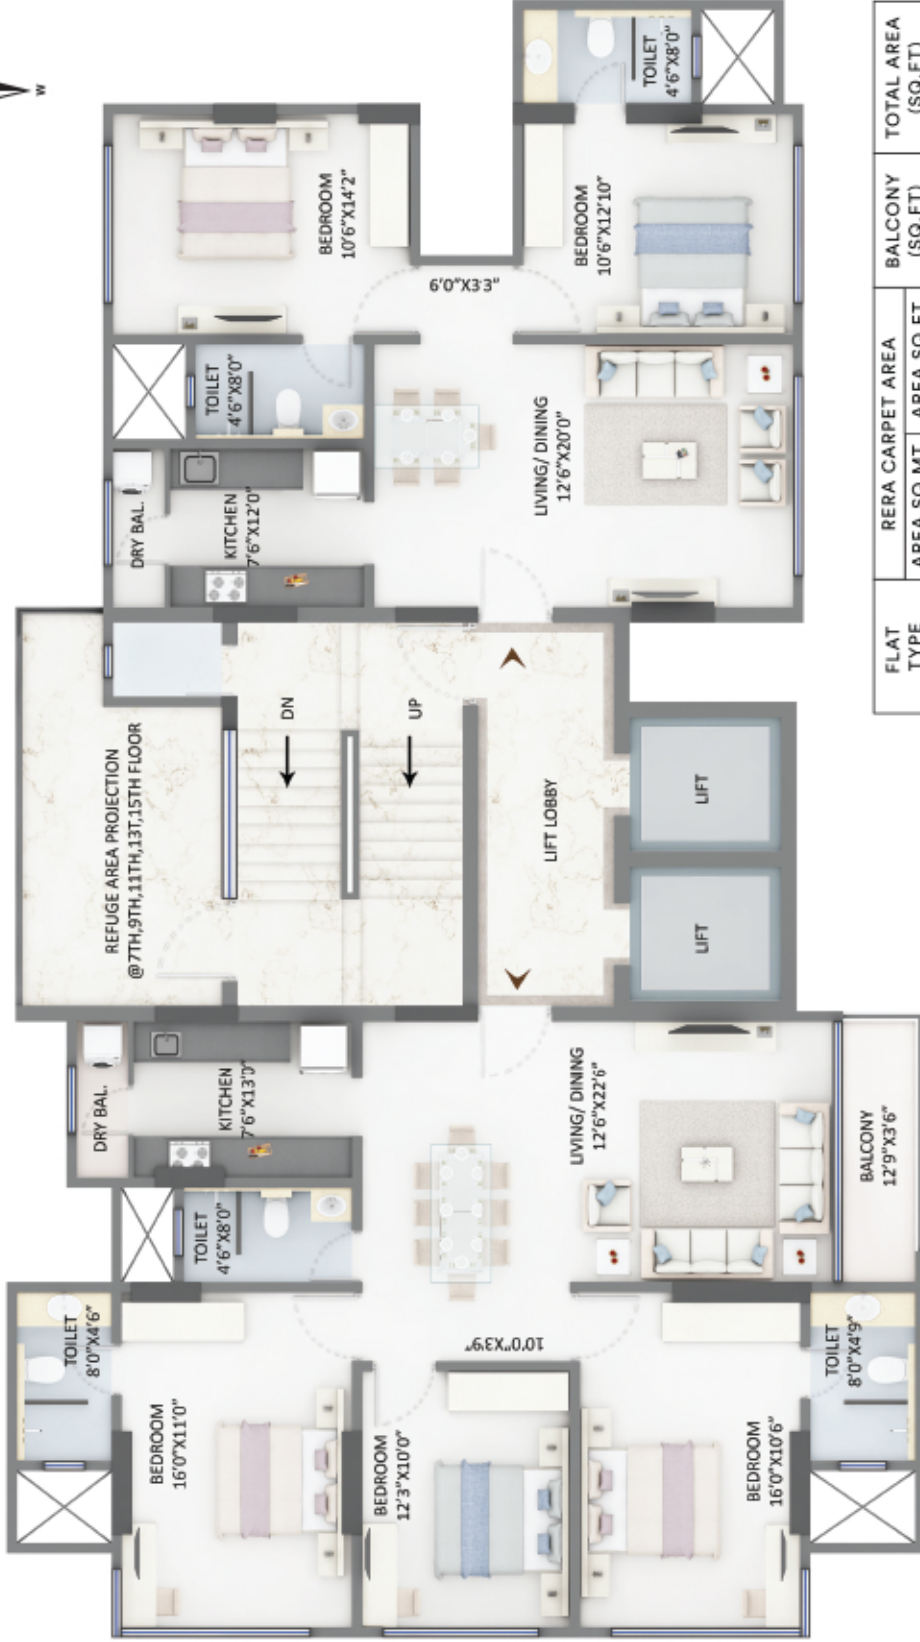 W
TOILET
4'6"X8'0"
BEDROOM
10'6"X14'2"
BEDROOM
10'6"X12'10"
6'0"X3'3"
TOILET
4'6"X8'0"
LIVING/ DINING
12'6"X20'0"
KITCHEN
7'6"X12'0"
DRY BAL.
REFUGE AREA PROJECTION
@7TH,9TH,11TH,13T,15TH FLOOR
DN
UP
LIFT LOBBY
LIFT
LIFT
DRY BAL.
KITCHEN
7'6"X13'0"
LIVING/ DINING
12'6"X22'6"
BALCONY
12'9"X3'6"
TOILET
4'6"X8'0"
TOILET
8'0"X4'6"
10'0"X3'9"
TOILET
8'0"X4'9"
BEDROOM
16'0"X11'0"
BEDROOM
12'3"X10'0"
BEDROOM
16'0"X10'6"
FLAT
TYPE
RERA CARPET AREA
AREA SQ.MT
AREA SQ.FT
BALCONY
(SQ.FT)
TOTAL AREA
(SQ.FT)